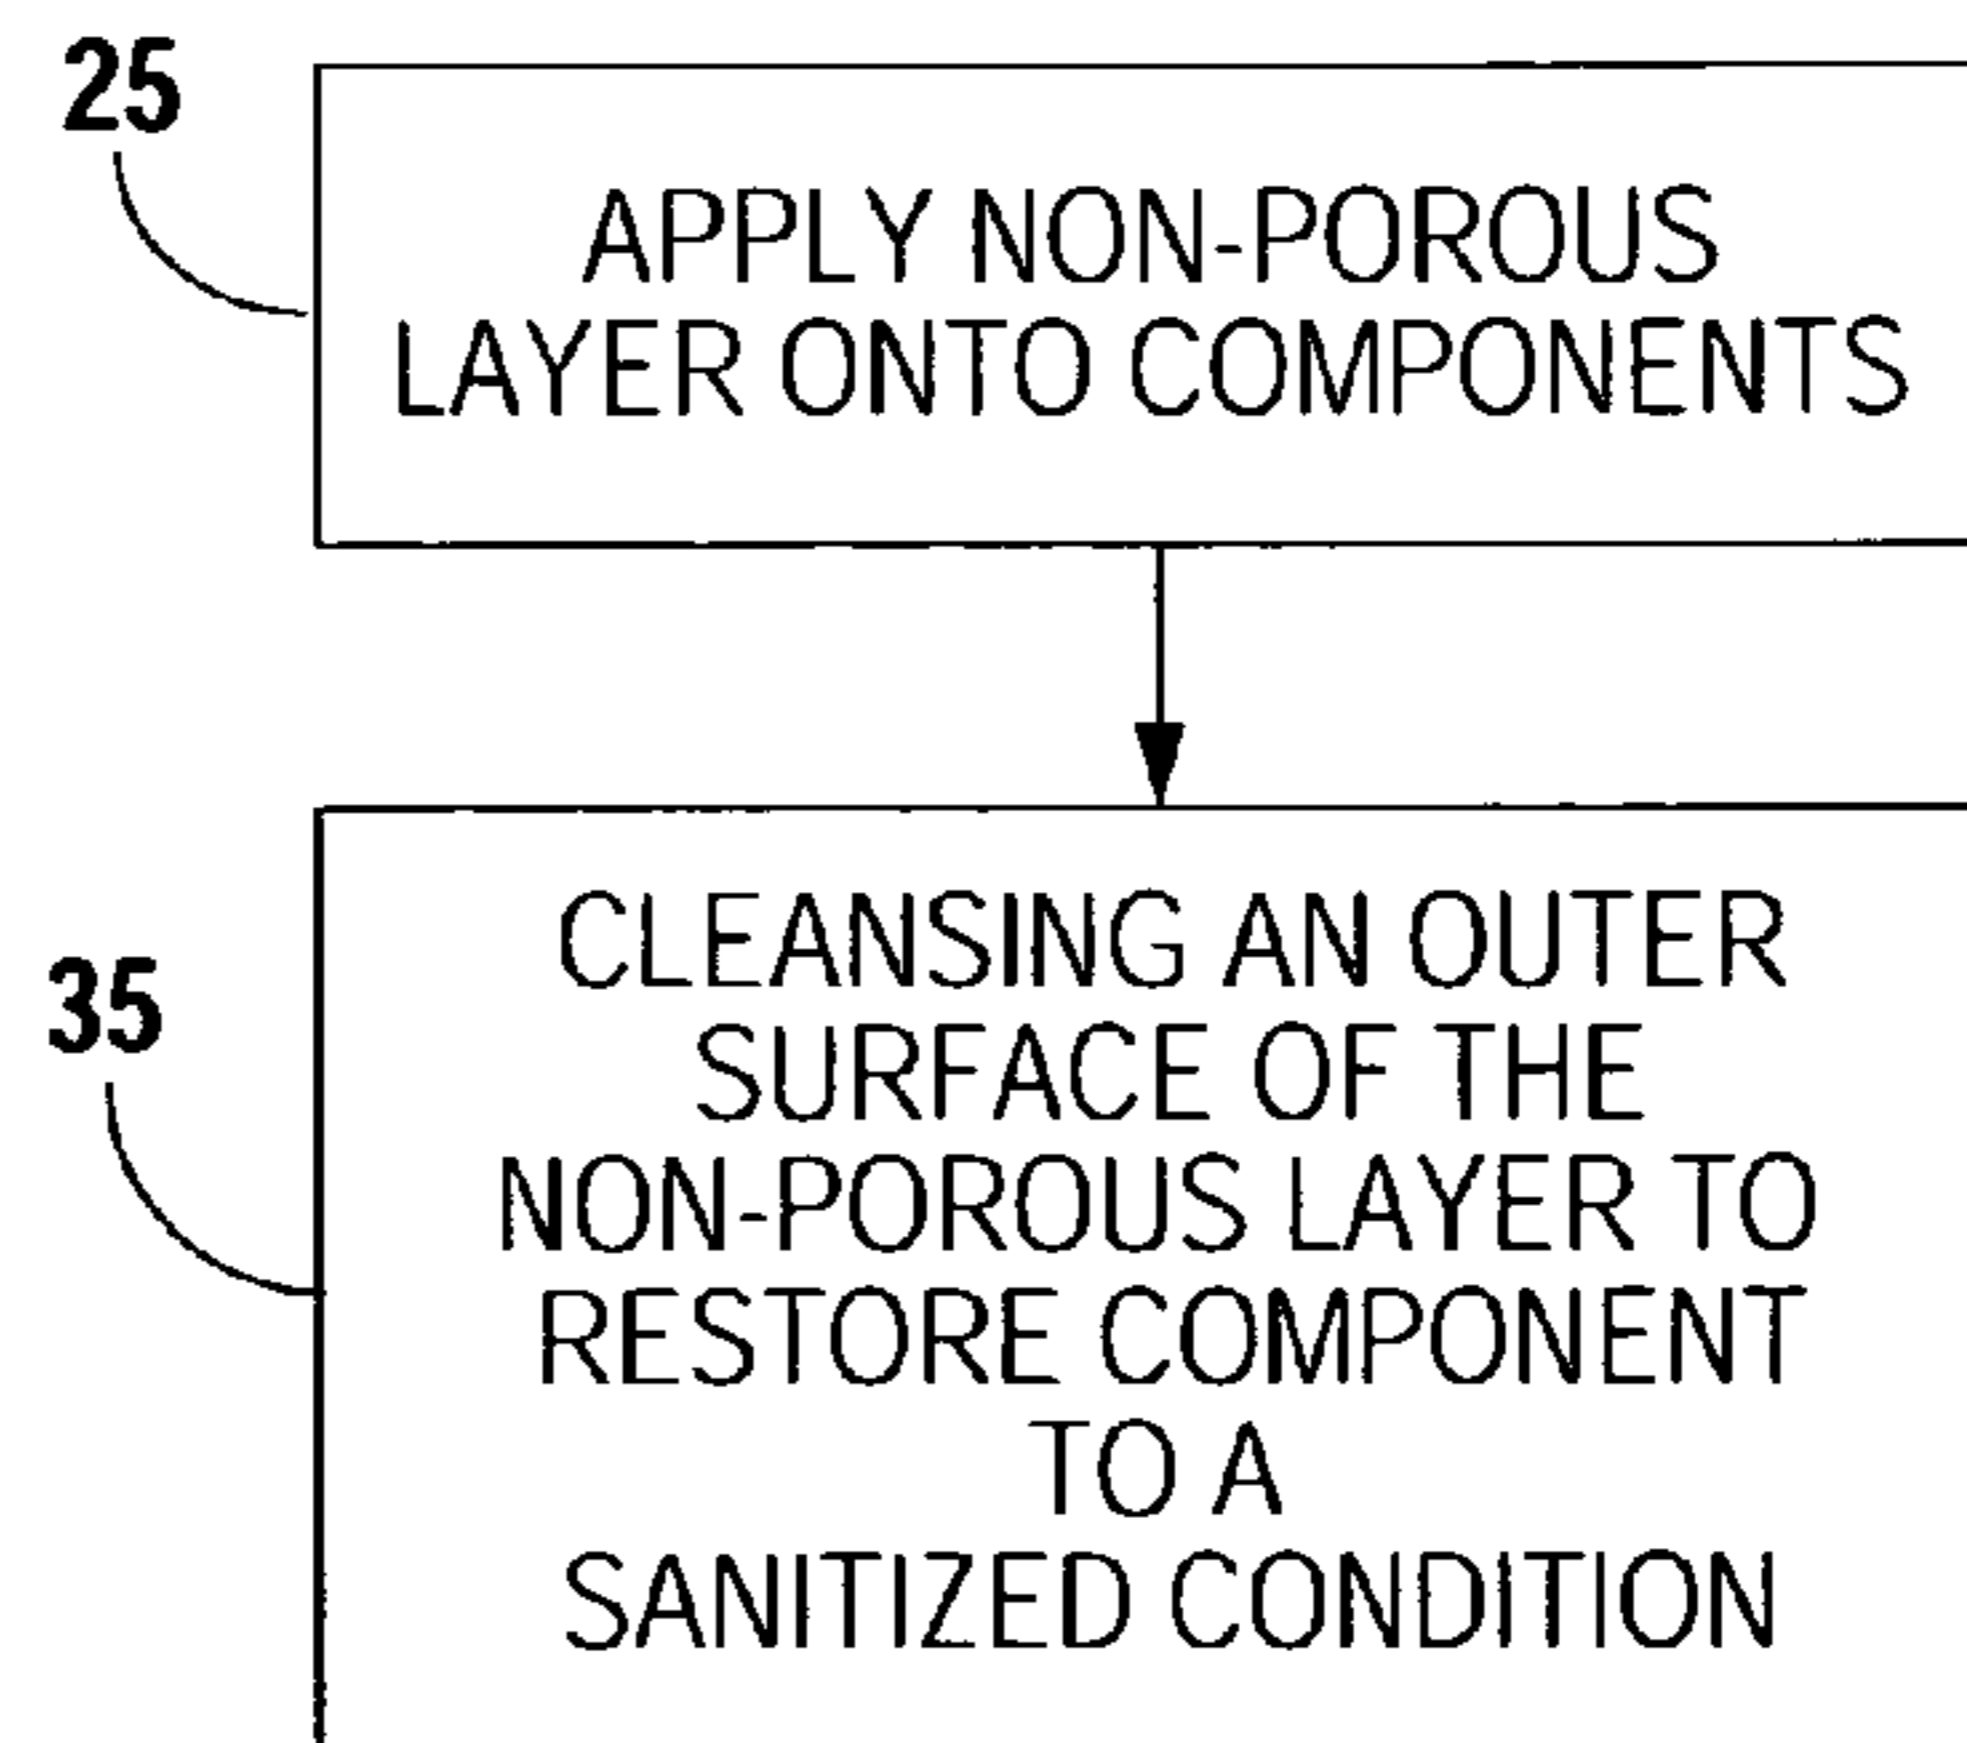 25
APPLY NON-POROUS
LAYER ONTO COMPONENTS
35
CLEANSING AN OUTER
SURFACE OF THE
NON-POROUS LAYER TO
RESTORE COMPONENT
TO A
SANITIZED CONDITION